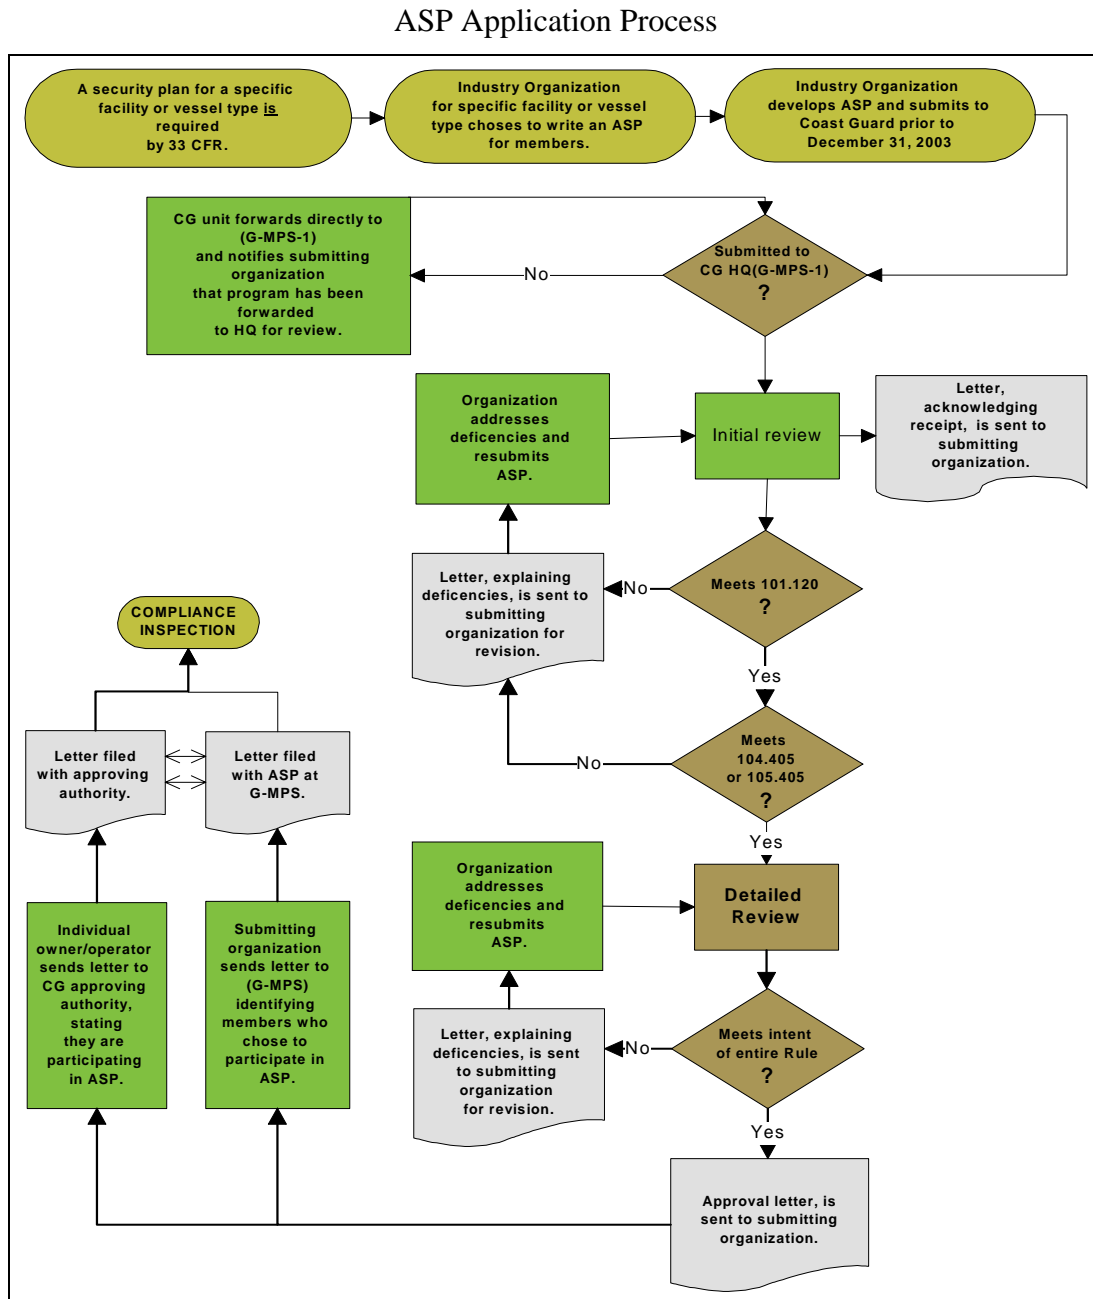 ASP Application Process
A security plan for a specific
facility or vessel type is
required
by 33 CFR.
Industry Organization
for specific facility or vessel
type choses to write an ASP
for members.
Industry Organization
develops ASP and submits to
Coast Guard prior to
December 31, 2003
CG unit forwards directly to
(G-MPS-1)
and notifies submitting
organization
that program has been
forwarded
to HQ for review.
No
Submitted to
CG HQ(G-MPS-1)
?
Organization
addresses
deficencies and
resubmits
ASP.
Initial review
Letter,
acknowledging
receipt, is sent to
submitting
organization.
Letter, explaining
deficencies, is sent to
submitting
organization for
revision.
No
Meets 101.120
?
Yes
COMPLIANCE
INSPECTION
Letter filed
with approving
authority.
Letter filed
with ASP at
G-MPS.
No
Meets
104.405
or 105.405
?
Yes
Organization
addresses
deficencies and
resubmits
ASP.
Detailed
Review
Individual
owner/operator
sends letter to
CG approving
authority,
stating
they are
participating
in ASP.
Submitting
organization
sends letter to
(G-MPS)
identifying
members who
chose to
participate in
ASP.
Letter, explaining
deficencies, is sent
to submitting
organization
for revision.
No
Meets intent
of entire Rule
?
Yes
Approval letter, is
sent to submitting
organization.